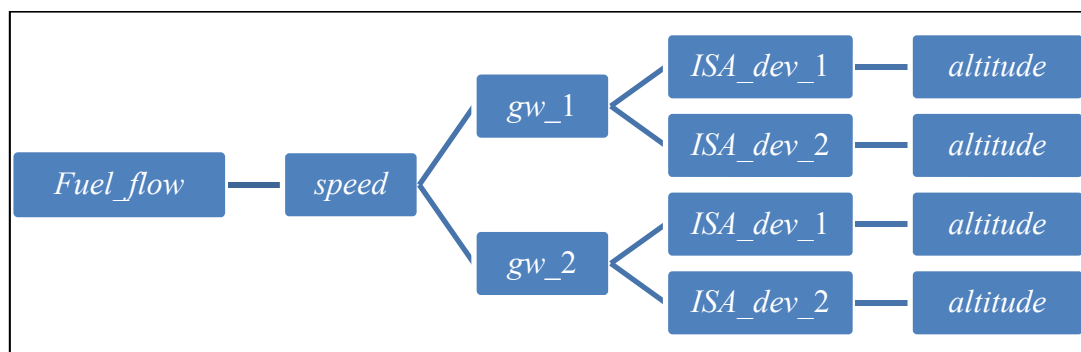 Fuel_flow
speed
gw_1
gw_2
ISA_dev_1
altitude
ISA_dev_2
altitude
ISA_dev_1
altitude
ISA_dev_2
altitude